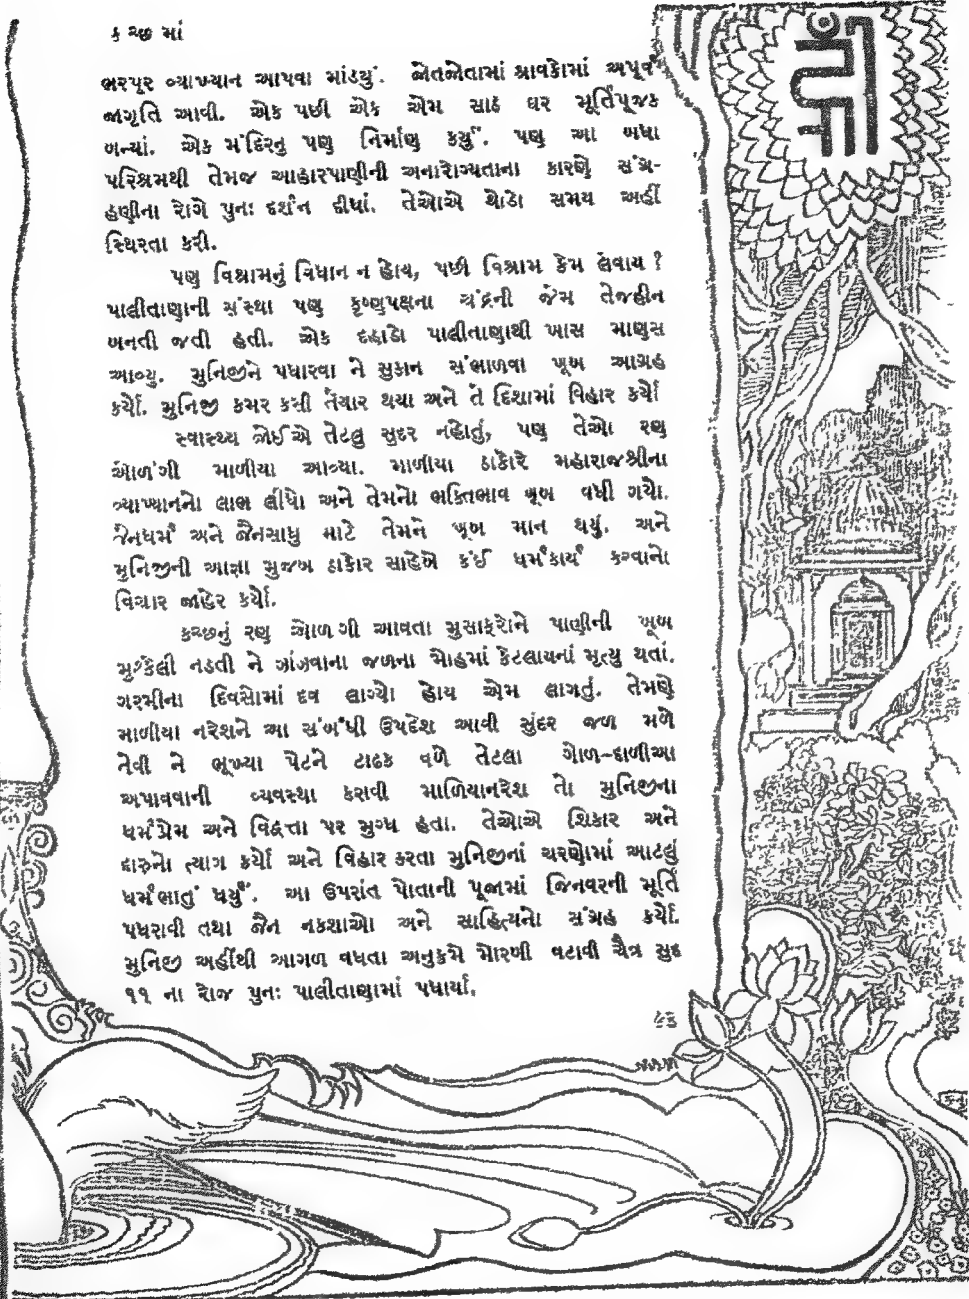 કચ્છ માં
ભરપૂર વ્યાખ્યાન આપવા માંડયું. જોતજોતામાં શ્રાવકોમાં અપૂર્વ
જાગૃતિ આવી. એક પછી એક એમ સાઠ ઘર મૂર્તિપૂજક
બન્યાં. એક મંદિરનુ પણ નિર્માણ કર્યું. પણ આ બધા
પરિશ્રમથી તેમજ આહારપાણીની અનારોગ્યતાના કારણે સંગ્ર-
હણીના રોગે પુનઃ દર્શન દીધાં. તેઓએ થોડો સમય અહીં
સ્થિરતા કરી.
પણ વિશ્રામનું વિધાન ન હોય, પછી વિશ્રામ કેમ લેવાય ?
પાલીતાણાની સંસ્થા પણ કૃષ્ણપક્ષના ચંદ્રની જેમ તેજહીન
બનતી જતી હતી. એક દહાડો પાલીતાણાથી ખાસ માણસ
આવ્યુ. મુનિજીને પધારવા ને સુકાન સંભાળવા ખૂબ આગ્રહ
કર્યો. મુનિજી કમર કસી તૈયાર થયા અને તે દિશામાં વિહાર કર્યો
સ્વાસ્થ્ય જોઈએ તેટલુ સુદર નહોતું, પણ તેઓ રણ
ઓળંગી માળીયા આવ્યા. માળીયા ઠાકોરે મહારાજશ્રીના
વ્યાખ્યાનનો લાભ લીધો અને તેમનો ભક્તિભાવ ખૂબ વધી ગયો.
જૈનધર્મ અને જૈનસાધુ માટે તેમને ખૂબ માન થયું. અને
મુનિજીની આજ્ઞા મુજબ ઠાકોર સાહેબે કંઈ ધર્મકાર્ય કરવાનો
વિચાર જાહેર કર્યો.
કચ્છનું રણ ઓળગી આવતા મુસાફરોને પાણીની ખૂબ
મુશ્કેલી નડતી ને ઝાંઝવાના જળના મોહમાં કેટલાયનાં મૃત્યુ થતાં.
ગરમીના દિવસોમાં દવ લાગ્યો હોય એમ લાગતું. તેમણે
માળીયા નરેશને આ સંબંધી ઉપદેશ આવી સુંદર જળ મળે
તેવી ને ભૂખ્યા પેટને ટાઢક વળે તેટલા ગોળ–દાળીઆ
અપાવવાની વ્યવસ્થા કરાવી માળિયાનરેશ તો મુનિજીના
ધર્મપ્રેમ અને વિદ્વત્તા પર મુગ્ધ હતા. તેઓએ શિકાર અને
દારુનો ત્યાગ કર્યો અને વિહાર કરતા મુનિજીનાં ચરણોમાં આટલું
ધર્મભાતું ધર્યું. આ ઉપરાંત પોતાની પૂજામાં જિનવરની મૂર્તિ
પધરાવી તથા જૈન નકશાઓ અને સાહિત્યનો સંગ્રહ કર્યો.
મુનિજી અહીંથી આગળ વધતા અનુક્રમે મોરબી વટાવી ચૈત્ર સુદ
૧૧ ના રોજ પુનઃ પાલીતાણામાં પધાર્યા.
૯૩